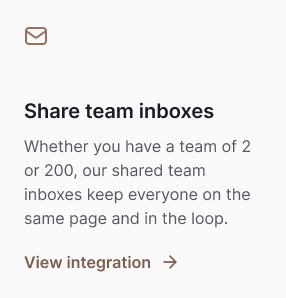 Share team inboxes
Whether you have a team of 2
or 200, our shared team
inboxes keep everyone on the
same page and in the loop.
View integration